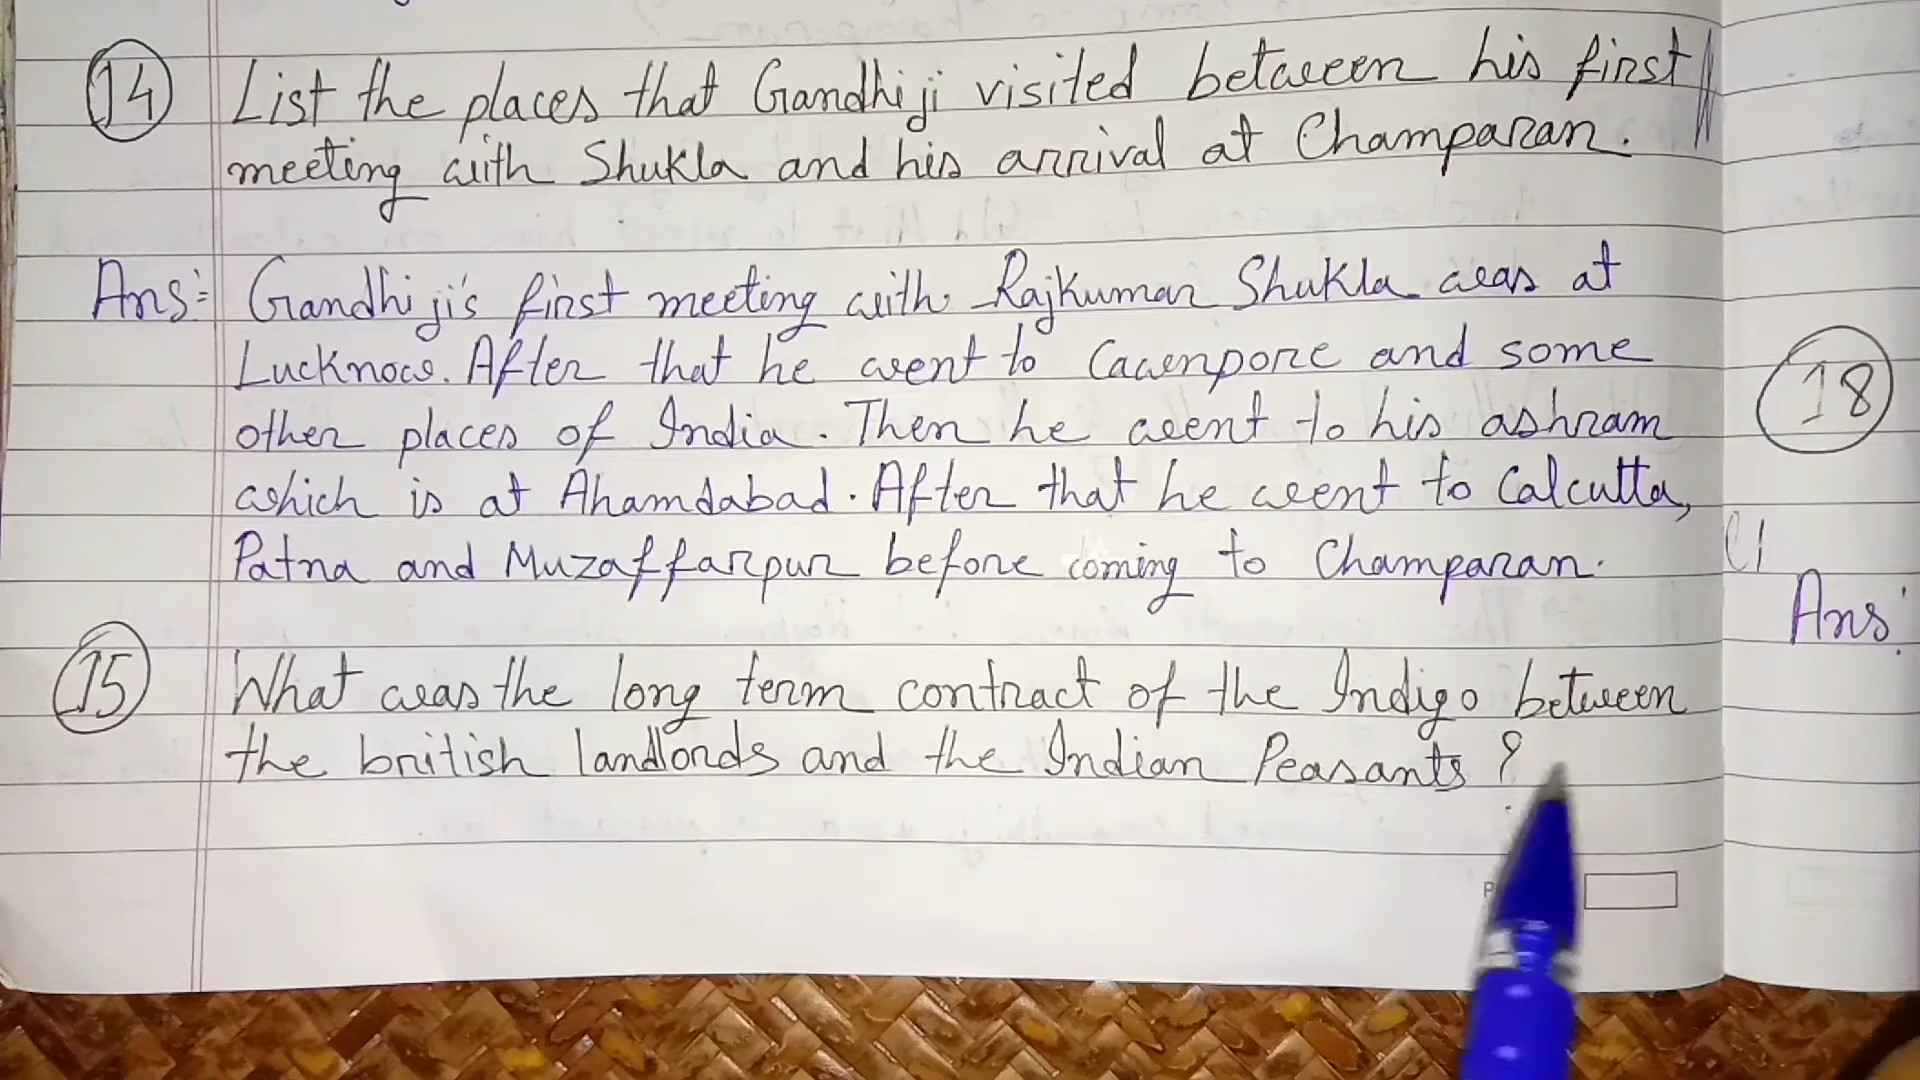 14 List the places that Gandhiji visited between his first
meeting with Shukla and his arrival at Champaran.
Ans: Gandhiji's first meeting with Rajkumar Shukla was at
Lucknow. After that he went to Cawnpore and some
other places of India. Then he went to his ashram
which is at Ahamdabad. After that he went to Calcutta,
Patna and Muzaffarpur before coming to Champaran.
15 What was the long term contract of the Indigo between
the british landlords and the Indian Peasants?
18
Ans: